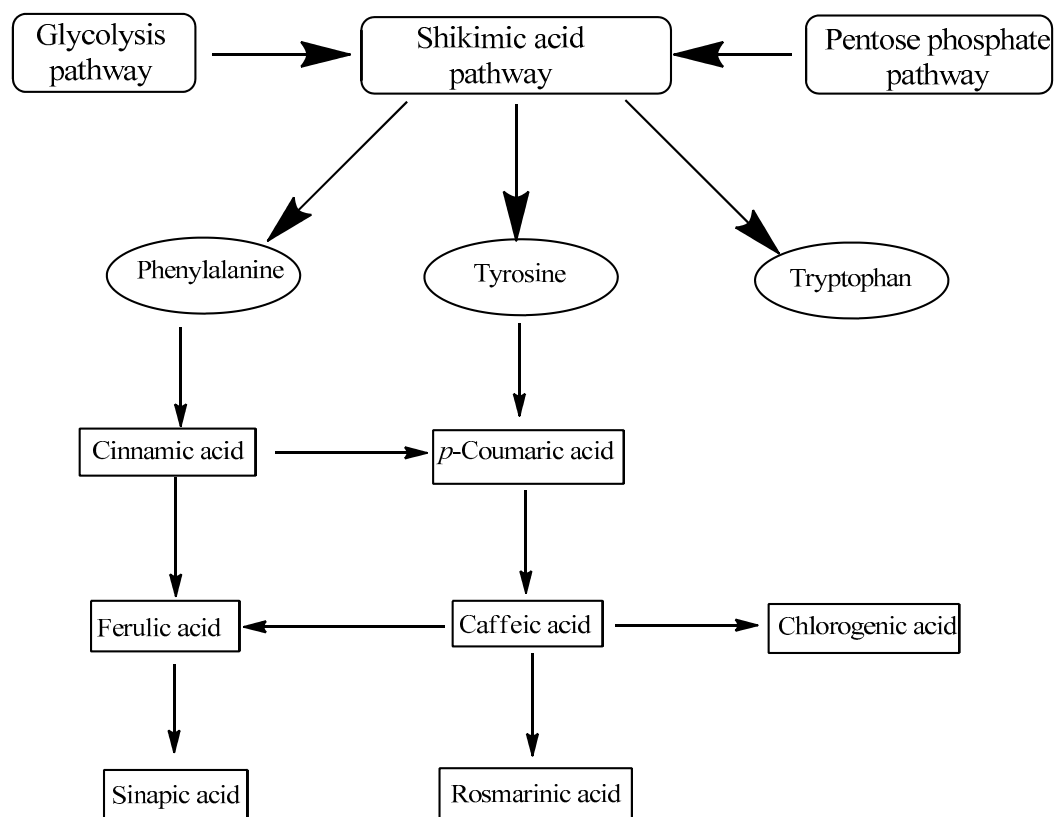 Glycolysis
pathway
Shikimic acid
pathway
Pentose phosphate
pathway
Phenylalanine
Tyrosine
Tryptophan
Cinnamic acid
p-Coumaric acid
Ferulic acid
Caffeic acid
Chlorogenic acid
Sinapic acid
Rosmarinic acid